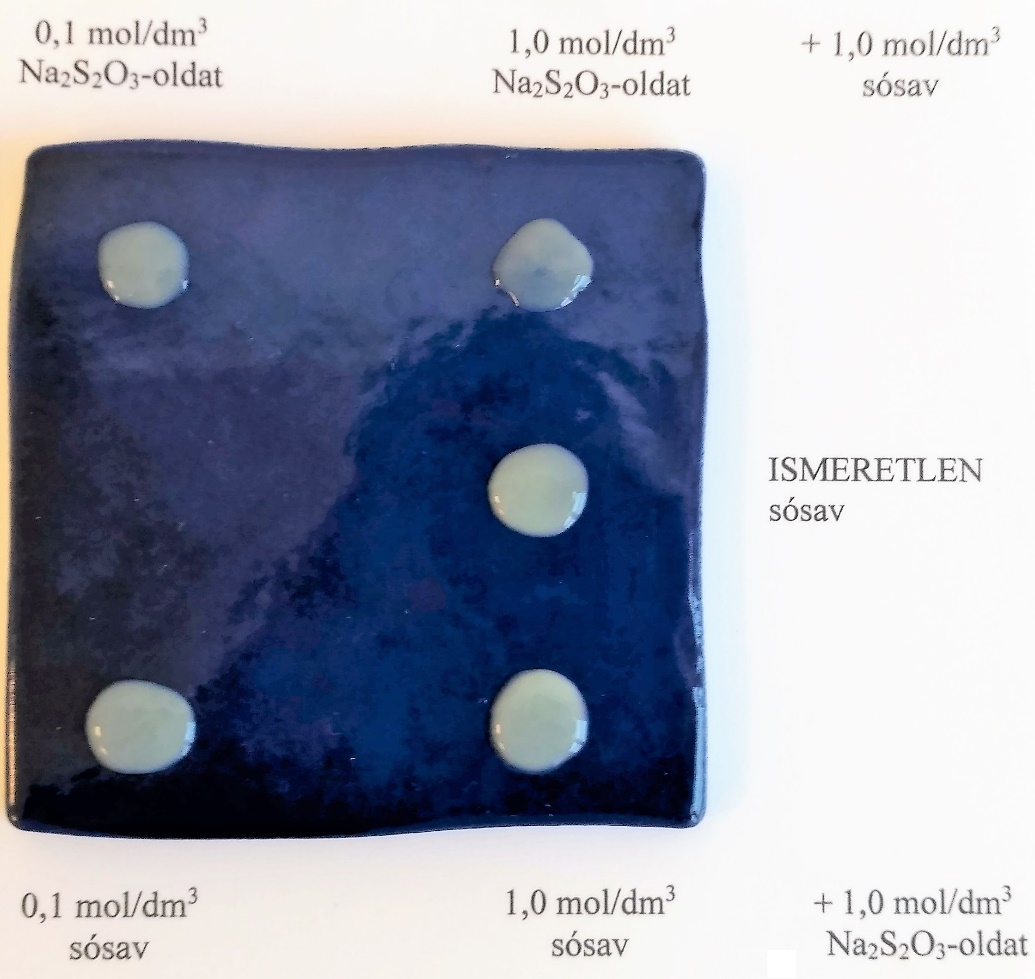 0,1 mol/dm³
Na₂S₂O₃-oldat
1,0 mol/dm³
Na₂S₂O₃-oldat
+ 1,0 mol/dm³
sósav
ISMERETLEN
sósav
0,1 mol/dm³
sósav
1,0 mol/dm³
sósav
+ 1,0 mol/dm³
Na₂S₂O₃-oldat